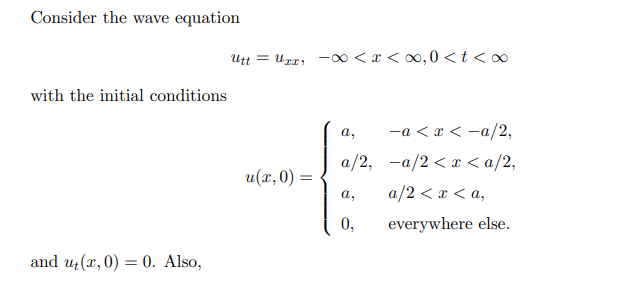 Consider the wave equation
u_{tt} = u_{xx}, −∞ < x < ∞, 0 < t < ∞
with the initial conditions
u(x, 0) = { a, −a < x < −a/2,
a/2, −a/2 < x < a/2,
a, a/2 < x < a,
0, everywhere else.
and u_t(x, 0) = 0. Also,